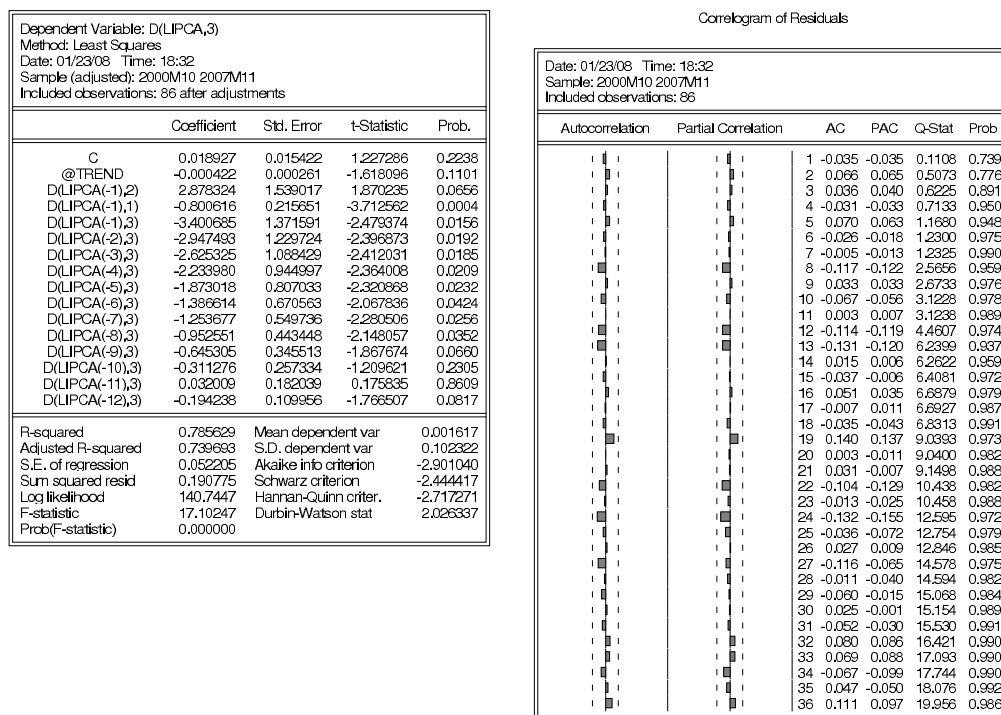 Dependent Variable: D(LIPCA,3)
Method: Least Squares
Date: 01/23/08 Time: 18:32
Sample (adjusted): 2000M10 2007M11
Included observations: 86 after adjustments
Coefficient Std. Error t-Statistic Prob.
C 0.018927 0.015422 1.227286 0.2238
@TREND -0.000422 0.000261 -1.618096 0.1101
D(LIPCA(-1),2) 2.878324 1.539017 1.870235 0.0656
D(LIPCA(-1),1) -0.800616 0.215651 -3.712562 0.0004
D(LIPCA(-1),3) -3.400685 1.371591 -2.479374 0.0156
D(LIPCA(-2),3) -2.947493 1.229724 -2.396873 0.0192
D(LIPCA(-3),3) -2.625325 1.088429 -2.412031 0.0185
D(LIPCA(-4),3) -2.233980 0.944997 -2.364008 0.0209
D(LIPCA(-5),3) -1.873018 0.807033 -2.320868 0.0232
D(LIPCA(-6),3) -1.386614 0.670563 -2.067836 0.0424
D(LIPCA(-7),3) -1.253677 0.549736 -2.280506 0.0256
D(LIPCA(-8),3) -0.952551 0.443448 -2.148057 0.0352
D(LIPCA(-9),3) -0.645305 0.345513 -1.867674 0.0660
D(LIPCA(-10),3) -0.311276 0.257334 -1.209621 0.2305
D(LIPCA(-11),3) 0.032009 0.182039 0.175835 0.8609
D(LIPCA(-12),3) -0.194238 0.109956 -1.766507 0.0817
R-squared 0.785629 Mean dependent var 0.001617
Adjusted R-squared 0.739693 S.D. dependent var 0.102322
S.E. of regression 0.052205 Akaike info criterion -2.901040
Sum squared resid 0.190775 Schwarz criterion -2.444417
Log likelihood 140.7447 Hannan-Quinn criter. -2.717271
F-statistic 17.10247 Durbin-Watson stat 2.026337
Prob(F-statistic) 0.000000
Correlogram of Residuals
Date: 01/23/08 Time: 18:32
Sample: 2000M10 2007M11
Included observations: 86
Autocorrelation Partial Correlation AC PAC Q-Stat Prob
1 -0.035 -0.035 0.1108 0.739
2 0.066 0.065 0.5073 0.776
3 0.036 0.040 0.6225 0.891
4 -0.031 -0.033 0.7133 0.950
5 0.070 0.063 1.1680 0.948
6 -0.026 -0.018 1.2300 0.975
7 -0.005 -0.013 1.2325 0.990
8 -0.117 -0.122 2.5656 0.959
9 0.033 0.033 2.6733 0.976
10 -0.067 -0.056 3.1228 0.978
11 0.003 0.007 3.1238 0.989
12 -0.114 -0.119 4.4607 0.974
13 -0.131 -0.120 6.2399 0.937
14 0.015 0.006 6.2622 0.959
15 -0.037 -0.006 6.4081 0.972
16 0.051 0.035 6.6879 0.979
17 -0.007 0.011 6.6927 0.987
18 -0.035 -0.043 6.8313 0.991
19 0.140 0.137 9.0393 0.973
20 0.003 -0.011 9.0400 0.982
21 0.031 -0.007 9.1498 0.988
22 -0.104 -0.129 10.438 0.982
23 -0.013 -0.025 10.458 0.988
24 -0.132 -0.155 12.595 0.972
25 -0.036 -0.072 12.754 0.979
26 0.027 0.009 12.846 0.985
27 -0.116 -0.065 14.578 0.975
28 -0.011 -0.040 14.594 0.982
29 -0.060 -0.015 15.068 0.984
30 0.025 -0.001 15.154 0.989
31 -0.052 -0.030 15.530 0.991
32 0.080 0.086 16.421 0.990
33 0.069 0.088 17.093 0.990
34 -0.067 -0.099 17.744 0.990
35 0.047 -0.050 18.076 0.992
36 0.111 0.097 19.956 0.986